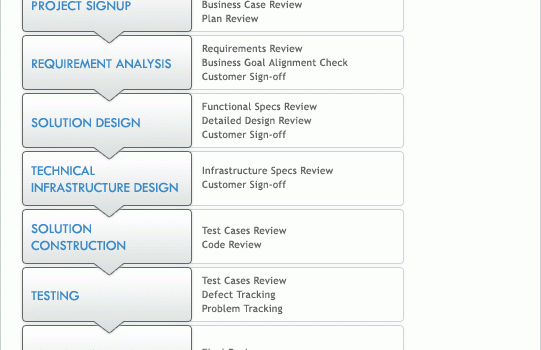 PROJECT SIGNUP
Business Case Review
Plan Review
REQUIREMENT ANALYSIS
Requirements Review
Business Goal Alignment Check
Customer Sign-off
SOLUTION DESIGN
Functional Specs Review
Detailed Design Review
Customer Sign-off
TECHNICAL
INFRASTRUCTURE DESIGN
Infrastructure Specs Review
Customer Sign-off
SOLUTION
CONSTRUCTION
Test Cases Review
Code Review
TESTING
Test Cases Review
Defect Tracking
Problem Tracking